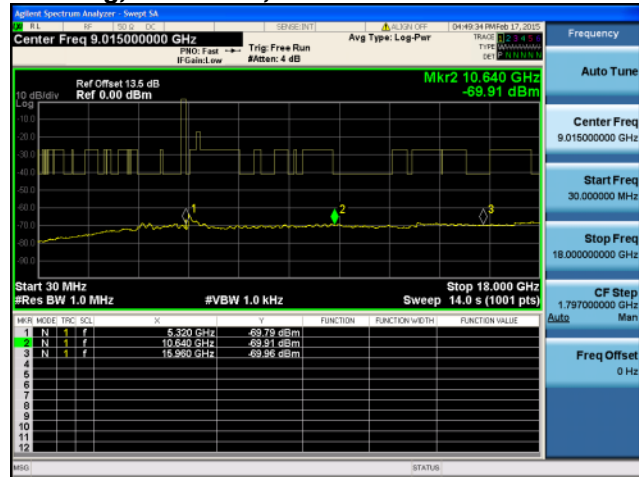 Agilent Spectrum Analyzer - Swept SA
RL RF 50 Ω DC SENSE:INT ALIGN OFF 04:49:34 PM Feb 17, 2015
Center Freq 9.015000000 GHz
PNO: Fast
IFGain:Low
Trig: Free Run
#Atten: 4 dB
Avg Type: Log-Pwr
TRACE 1 2 3 4 5 6
TYPE
DET P N N N N N
Frequency
Auto Tune
Mkr2 10.640 GHz
-69.91 dBm
Ref Offset 13.5 dB
10 dB/div Ref 0.00 dBm
Log
-10.0
-20.0
-30.0
-40.0
-50.0
-60.0
-70.0
-80.0
-90.0
1
2
3
Center Freq
9.015000000 GHz
Start Freq
30.000000 MHz
Stop Freq
18.000000000 GHz
CF Step
1.797000000 GHz
Auto Man
Freq Offset
0 Hz
Start 30 MHz Stop 18.000 GHz
#Res BW 1.0 MHz #VBW 1.0 kHz Sweep 14.0 s (1001 pts)
MKR MODE TRC SCL X Y FUNCTION FUNCTION WIDTH FUNCTION VALUE
1 N 1 f 5.320 GHz -69.79 dBm
2 N 1 f 10.640 GHz -69.91 dBm
3 N 1 f 15.960 GHz -69.96 dBm
4
5
6
7
8
9
10
11
12
MSG STATUS